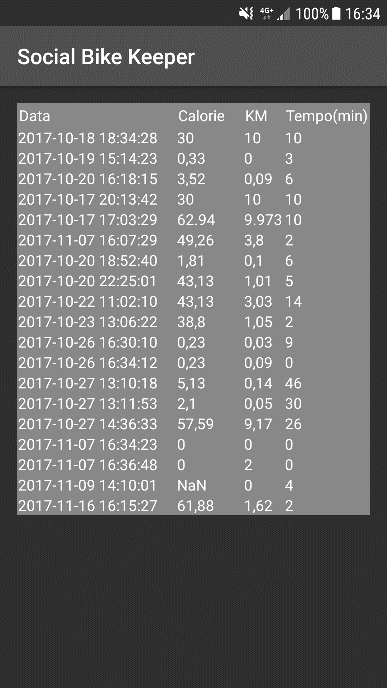 4G+ 100% 16:34
Social Bike Keeper
Data Calorie KM Tempo(min)
2017-10-18 18:34:28 30 10 10
2017-10-19 15:14:23 0,33 0 3
2017-10-20 16:18:15 3,52 0,09 6
2017-10-17 20:13:42 30 10 10
2017-10-17 17:03:29 62.94 9.973 10
2017-11-07 16:07:29 49,26 3,8 2
2017-10-20 18:52:40 1,81 0,1 6
2017-10-20 22:25:01 43,13 1,01 5
2017-10-22 11:02:10 43,13 3,03 14
2017-10-23 13:06:22 38,8 1,05 2
2017-10-26 16:30:10 0,23 0,03 9
2017-10-26 16:34:12 0,23 0,09 0
2017-10-27 13:10:18 5,13 0,14 46
2017-10-27 13:11:53 2,1 0,05 30
2017-10-27 14:36:33 57,59 9,17 26
2017-11-07 16:34:23 0 0 0
2017-11-07 16:36:48 0 2 0
2017-11-09 14:10:01 NaN 0 4
2017-11-16 16:15:27 61,88 1,62 2